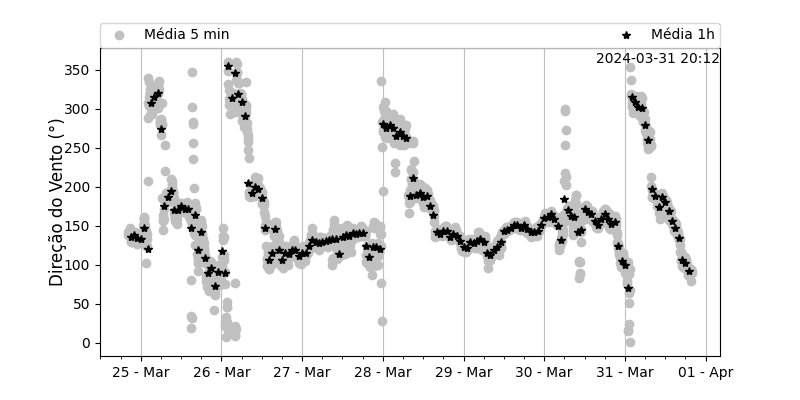 Média 5 min
Média 1h
2024-03-31 20:12
Direção do Vento (°)
350
300
250
200
150
100
50
0
25 - Mar
26 - Mar
27 - Mar
28 - Mar
29 - Mar
30 - Mar
31 - Mar
01 - Apr